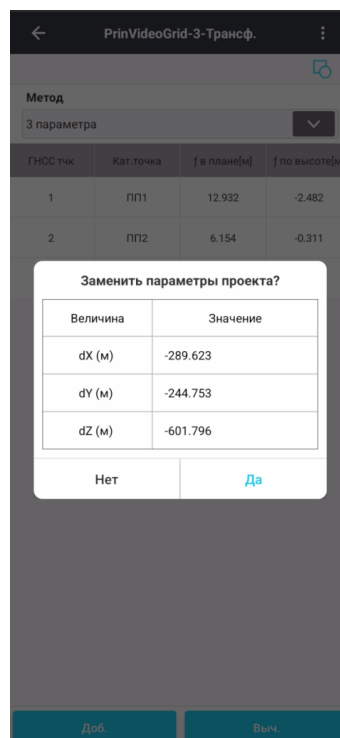 PrinVideoGrid-3-Трансф.
Метод
3 параметра
ГНСС тчк Кат.точка ƒ в плане[м] ƒ по высоте[м
1 ПП1 12.932 -2.482
2 ПП2 6.154 -0.311
Заменить параметры проекта?
Величина Значение
dX (м) -289.623
dY (м) -244.753
dZ (м) -601.796
Нет Да
Доб. Выч.